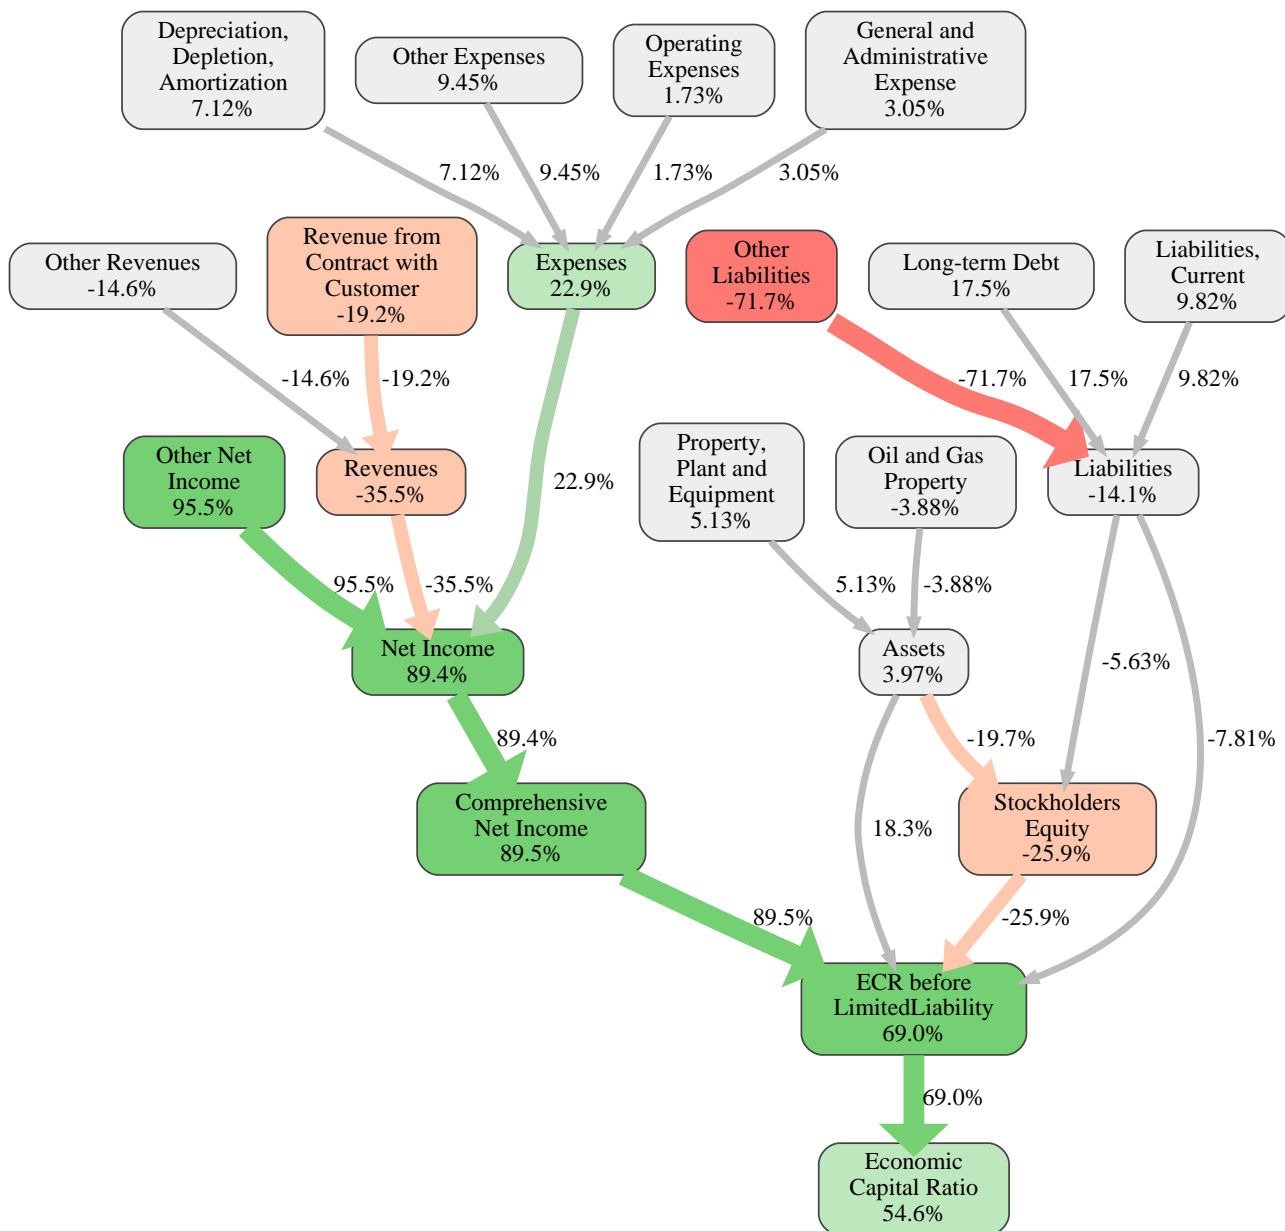 Depreciation,
Depletion,
Amortization
7.12%
Other Expenses
9.45%
Operating
Expenses
1.73%
General and
Administrative
Expense
3.05%
7.12%
9.45%
1.73%
3.05%
Other Revenues
-14.6%
Revenue from
Contract with
Customer
-19.2%
Expenses
22.9%
Other
Liabilities
-71.7%
Long-term Debt
17.5%
Liabilities,
Current
9.82%
-14.6%
-19.2%
-71.7%
17.5%
9.82%
Other Net
Income
95.5%
Revenues
-35.5%
22.9%
Property,
Plant and
Equipment
5.13%
Oil and Gas
Property
-3.88%
Liabilities
-14.1%
95.5%
-35.5%
5.13%
-3.88%
Net Income
89.4%
Assets
3.97%
-5.63%
89.4%
-19.7%
-7.81%
Comprehensive
Net Income
89.5%
18.3%
Stockholders
Equity
-25.9%
89.5%
-25.9%
ECR before
LimitedLiability
69.0%
69.0%
Economic
Capital Ratio
54.6%